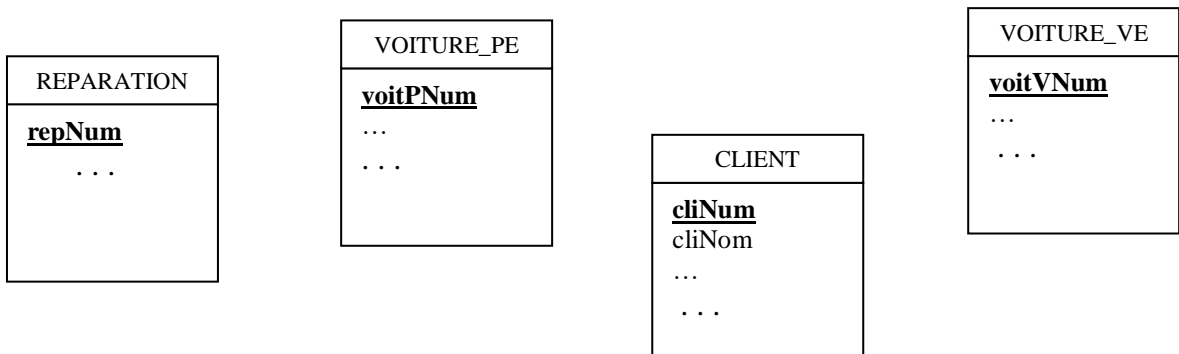 REPARATION
repNum
. . .
VOITURE_PE
voitPNum
…
. . .
CLIENT
cliNum
cliNom
…
. . .
VOITURE_VE
voitVNum
…
. . .